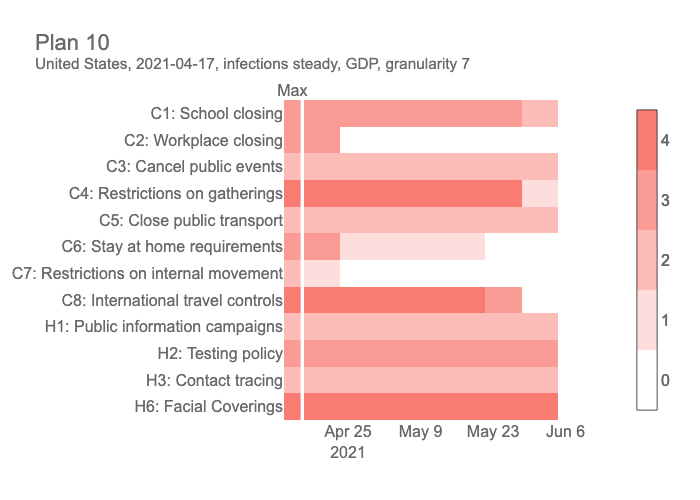 Plan 10
United States, 2021-04-17, infections steady, GDP, granularity 7
Max
C1: School closing
C2: Workplace closing
C3: Cancel public events
C4: Restrictions on gatherings
C5: Close public transport
C6: Stay at home requirements
C7: Restrictions on internal movement
C8: International travel controls
H1: Public information campaigns
H2: Testing policy
H3: Contact tracing
H6: Facial Coverings
Apr 25 May 9 May 23 Jun 6
2021
4
3
2
1
0